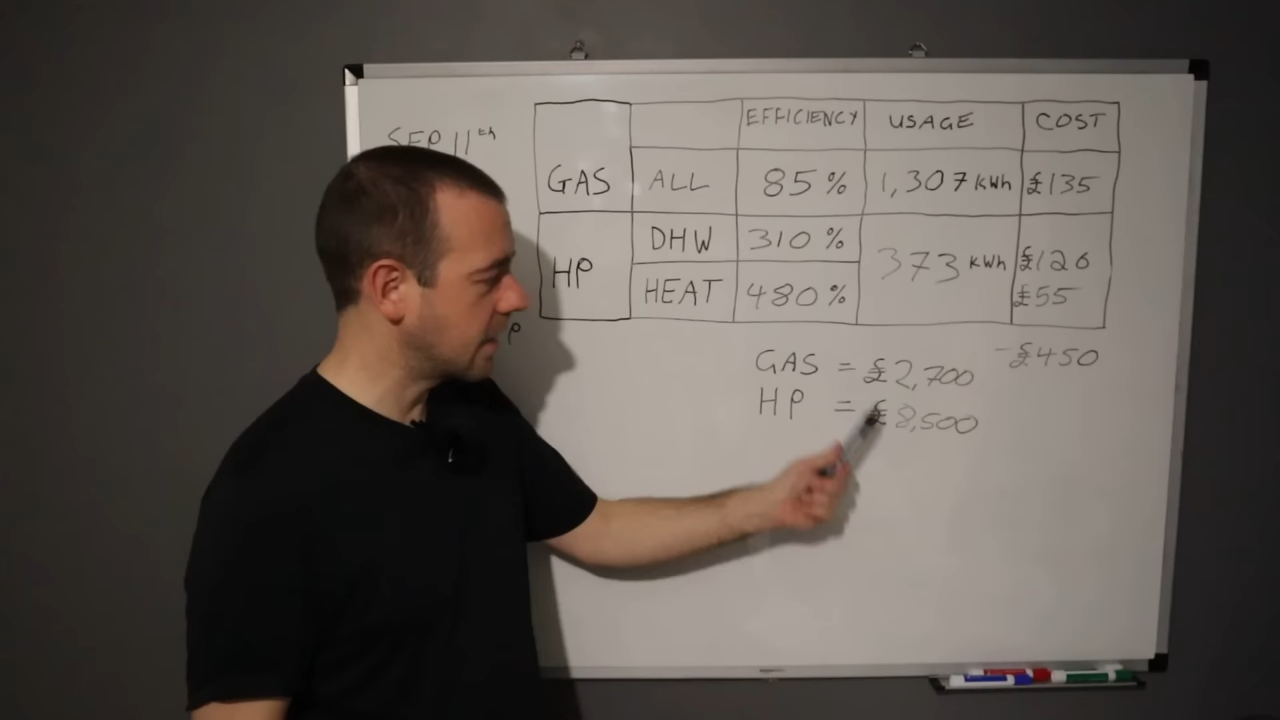 SEP 11th
EFFICIENCY USAGE COST
GAS ALL 85% 1,307 kWh £135
HP DHW 310% 373 kWh £126
HEAT 480% £55
GAS = £2,700 -£450
HP = £8,500